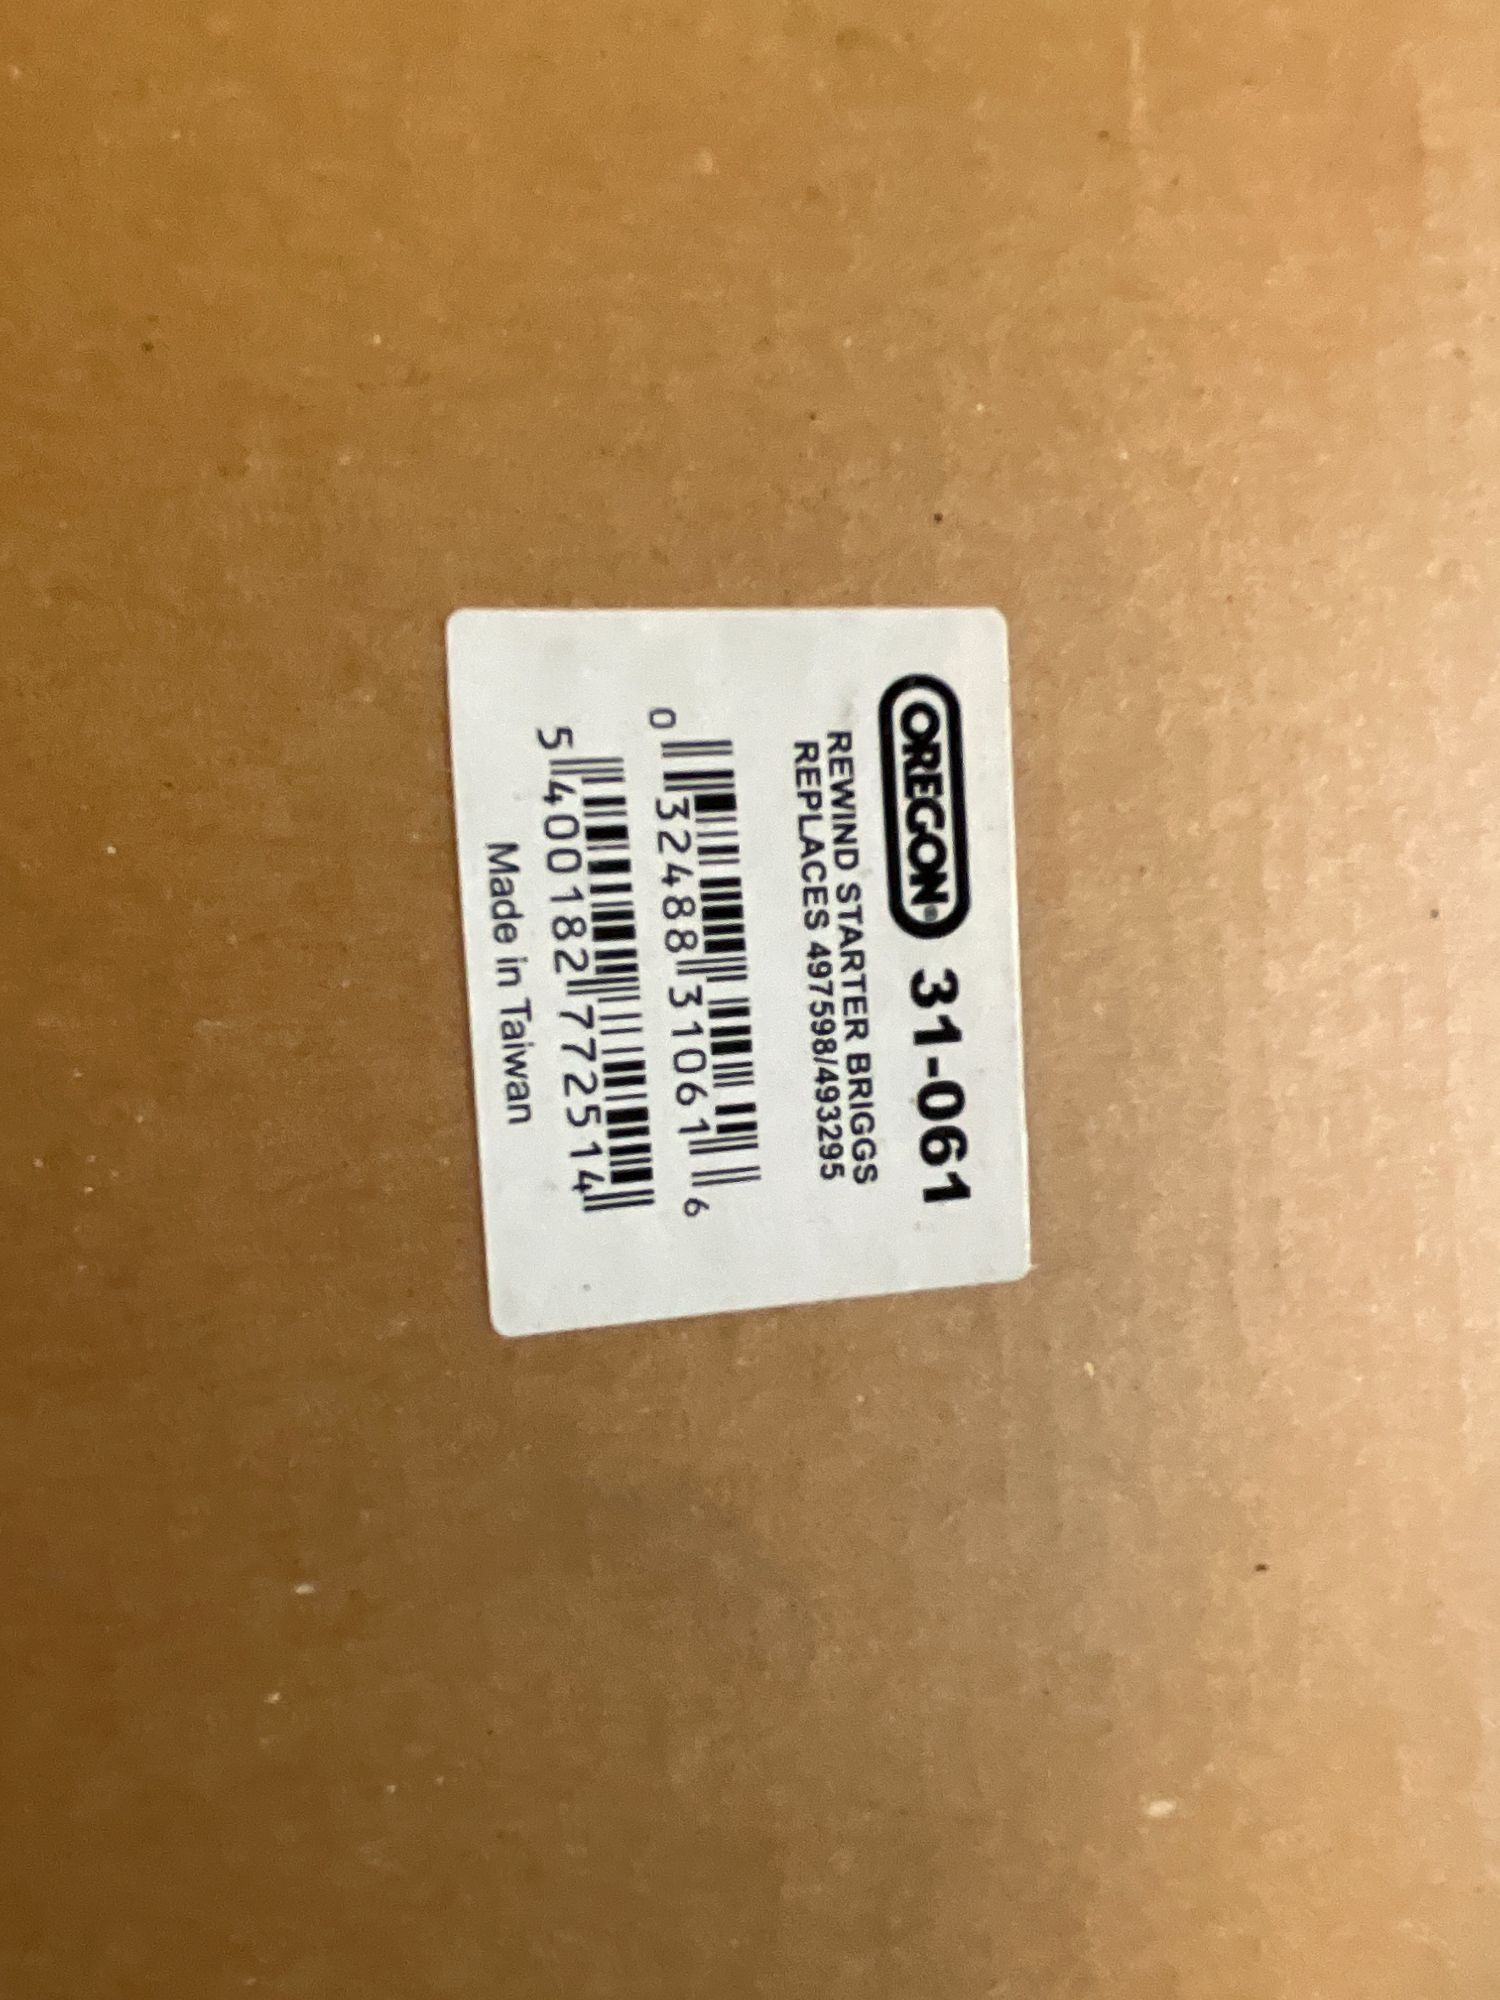 OREGON® 31-061
REWIND STARTER BRIGGS
REPLACES 497598/493295
0 32488 31061 6
5 400182 772514
Made in Taiwan